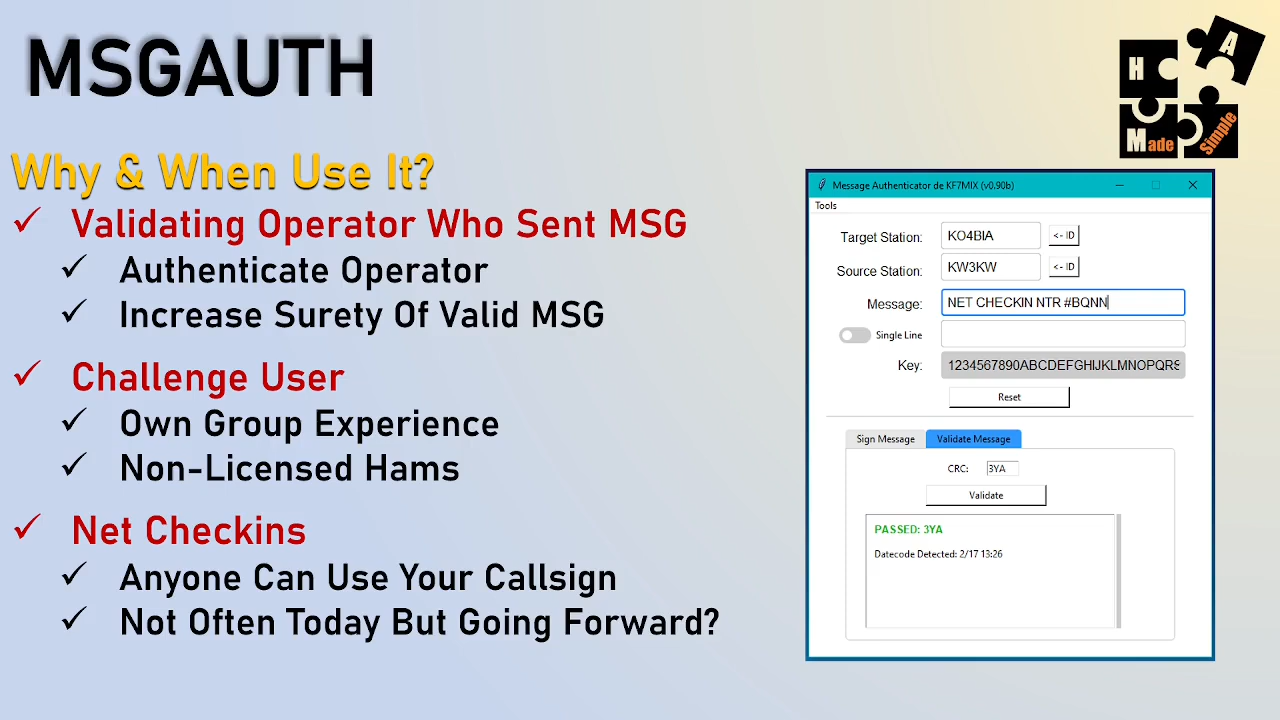 MSGAUTH
H A
Made Simple
Why & When Use It?
Validating Operator Who Sent MSG
Authenticate Operator
Increase Surety Of Valid MSG
Challenge User
Own Group Experience
Non-Licensed Hams
Net Checkins
Anyone Can Use Your Callsign
Not Often Today But Going Forward?
Message Authenticator de KF7MIX (v0.90b)
Tools
Target Station: KO4BIA <- ID
Source Station: KW3KW <- ID
Message: NET CHECKIN NTR #BQNN
Single Line
Key: 1234567890ABCDEFGHIJKLMNOPQRS
Reset
Sign Message Validate Message
CRC: 3YA
Validate
PASSED: 3YA
Datecode Detected: 2/17 13:26